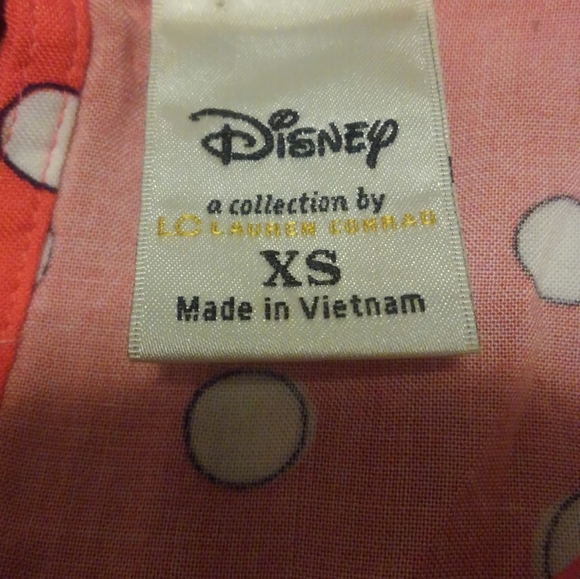 Disney
a collection by
LC LAUREN CONRAD
XS
Made in Vietnam